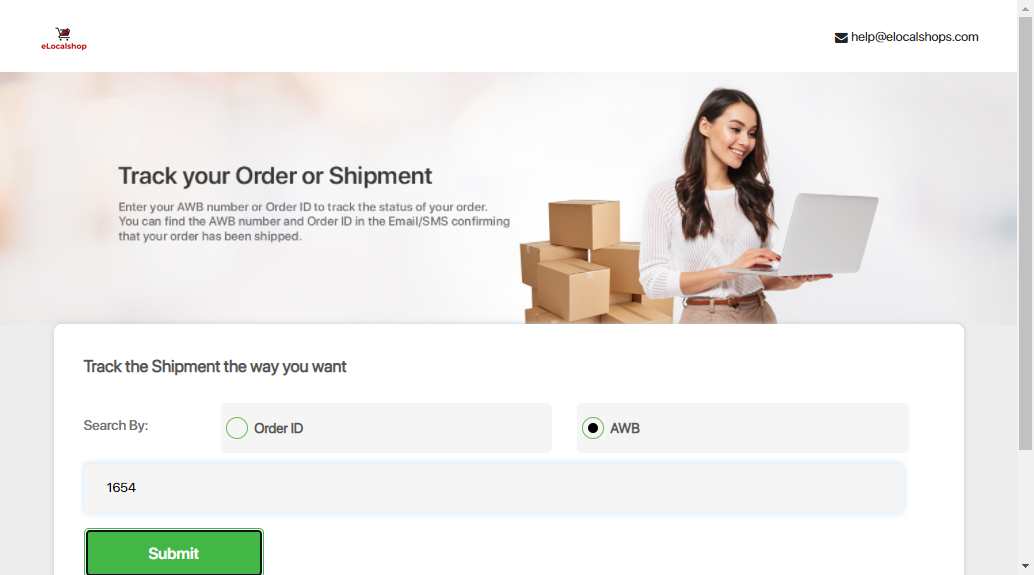 eLocalshop
help@elocalshops.com
Track your Order or Shipment
Enter your AWB number or Order ID to track the status of your order.
You can find the AWB number and Order ID in the Email/SMS confirming
that your order has been shipped.
Track the Shipment the way you want
Search By:
Order ID
AWB
1654
Submit